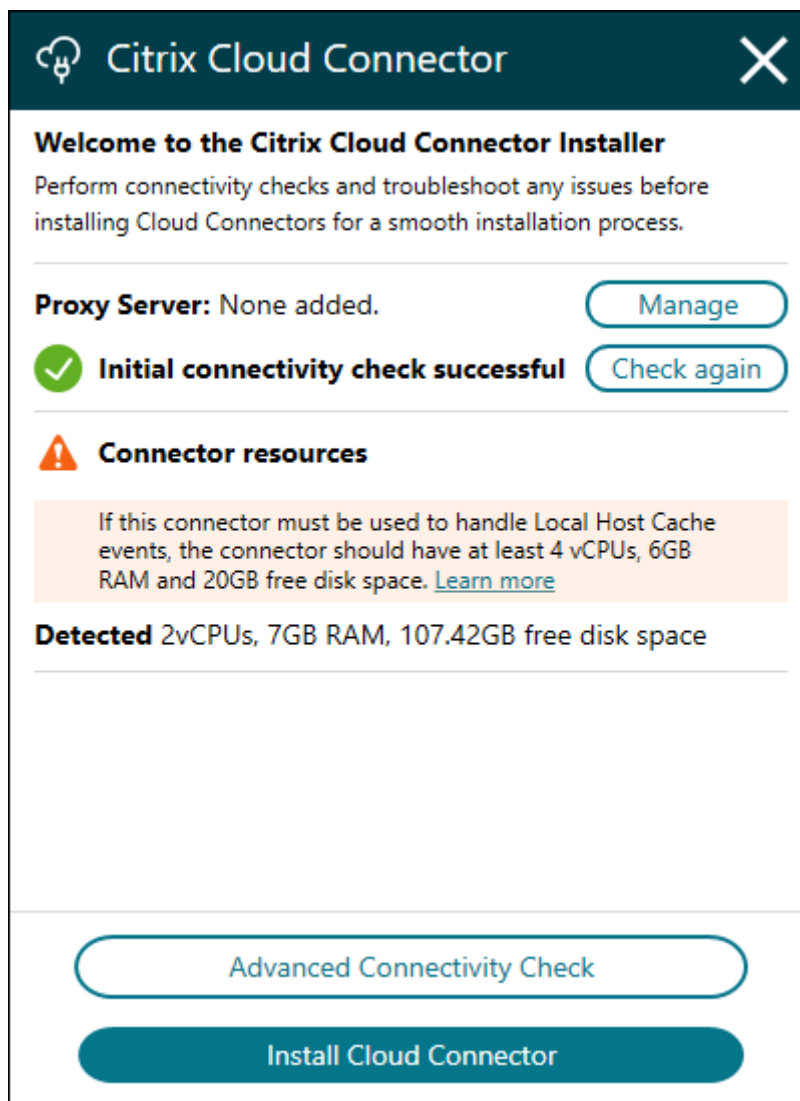 Citrix Cloud Connector
Welcome to the Citrix Cloud Connector Installer
Perform connectivity checks and troubleshoot any issues before
installing Cloud Connectors for a smooth installation process.
Proxy Server: None added.
Manage
Initial connectivity check successful
Check again
Connector resources
If this connector must be used to handle Local Host Cache
events, the connector should have at least 4 vCPUs, 6GB
RAM and 20GB free disk space. Learn more
Detected 2vCPUs, 7GB RAM, 107.42GB free disk space
Advanced Connectivity Check
Install Cloud Connector